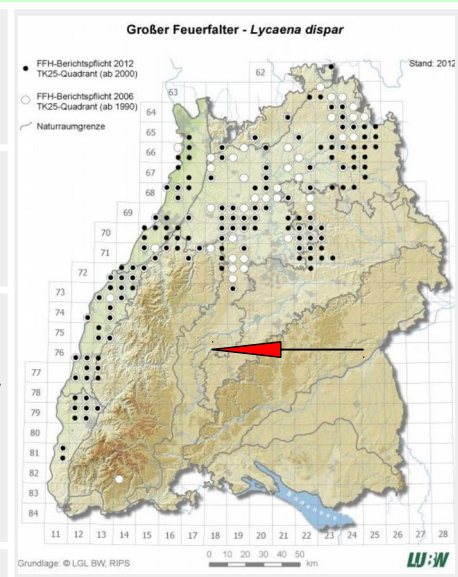 Großer Feuerfalter - Lycaena dispar
FFH-Berichtspflicht 2012
TK25-Quadrant (ab 2000)
FFH-Berichtspflicht 2006
TK25-Quadrant (ab 1990)
Naturraumgrenze
Stand: 2012
62
63
64
65
66
67
68
69
70
71
72
73
74
75
76
77
78
79
80
81
82
83
84
11 12 13 14 15 16 17 18 19 20 21 22 23 24 25 26 27 28
Bodensee
0 10 20 30 40 50
km
Grundlage: © LGL BW, RIPS
LUBW